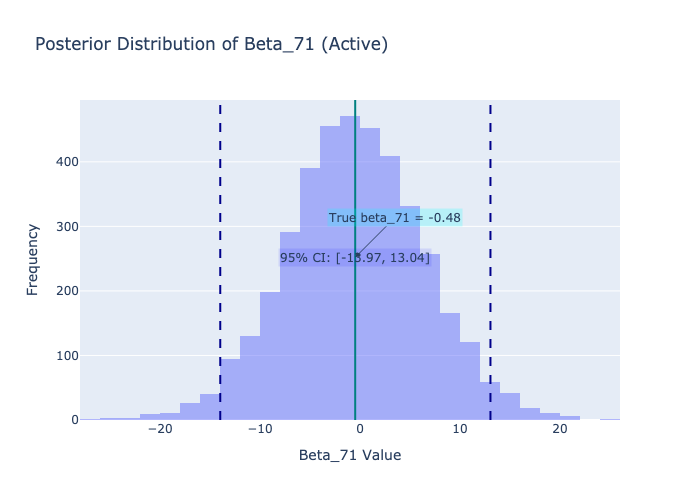 Posterior Distribution of Beta_71 (Active)
Frequency
400
300
200
100
0
True beta_71 = -0.48
95% CI: [-13.97, 13.04]
−20
−10
0
10
20
Beta_71 Value